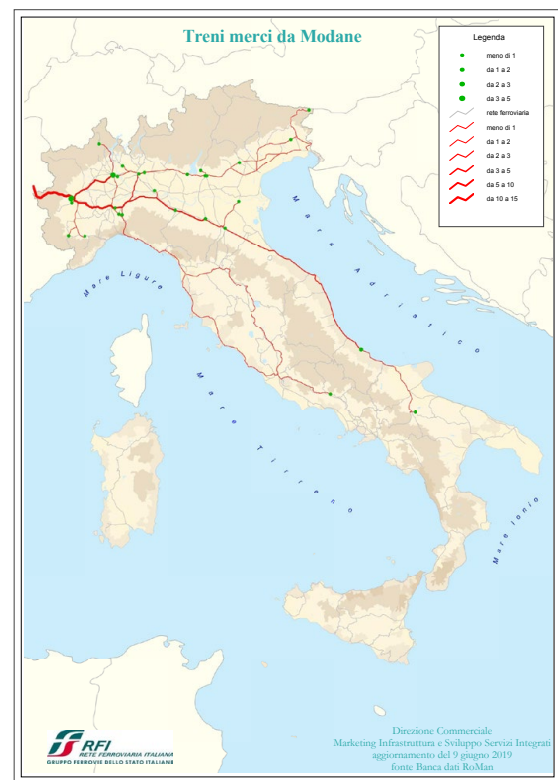 Treni merci da Modane
Legenda
meno di 1
da 1 a 2
da 2 a 3
da 3 a 5
rete ferroviaria
meno di 1
da 1 a 2
da 2 a 3
da 3 a 5
da 5 a 10
da 10 a 15
Mare Adriatico
Mare Ligure
Mare Tirreno
Mare Ionio
RFI
RETE FERROVIARIA ITALIANA
GRUPPO FERROVIE DELLO STATO ITALIANE
Direzione Commerciale
Marketing Infrastruttura e Sviluppo Servizi Integrati
aggiornamento del 9 giugno 2019
fonte Banca dati RoMan